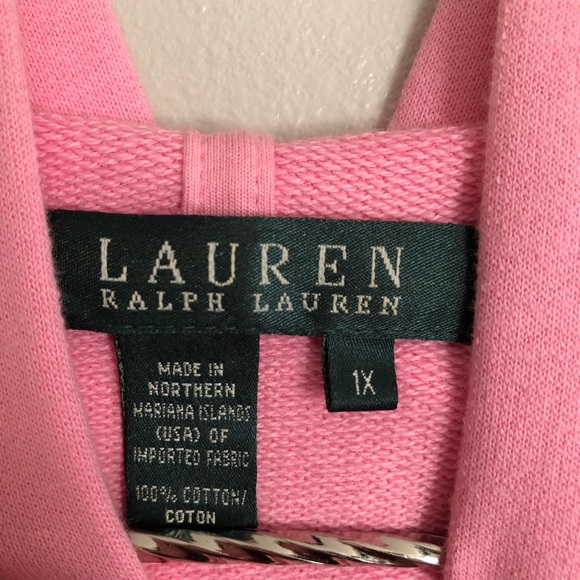 LAUREN
RALPH LAUREN
MADE IN
NORTHERN
MARIANA ISLANDS
(USA) OF
IMPORTED FABRIC
100% COTTON/
COTON
1X